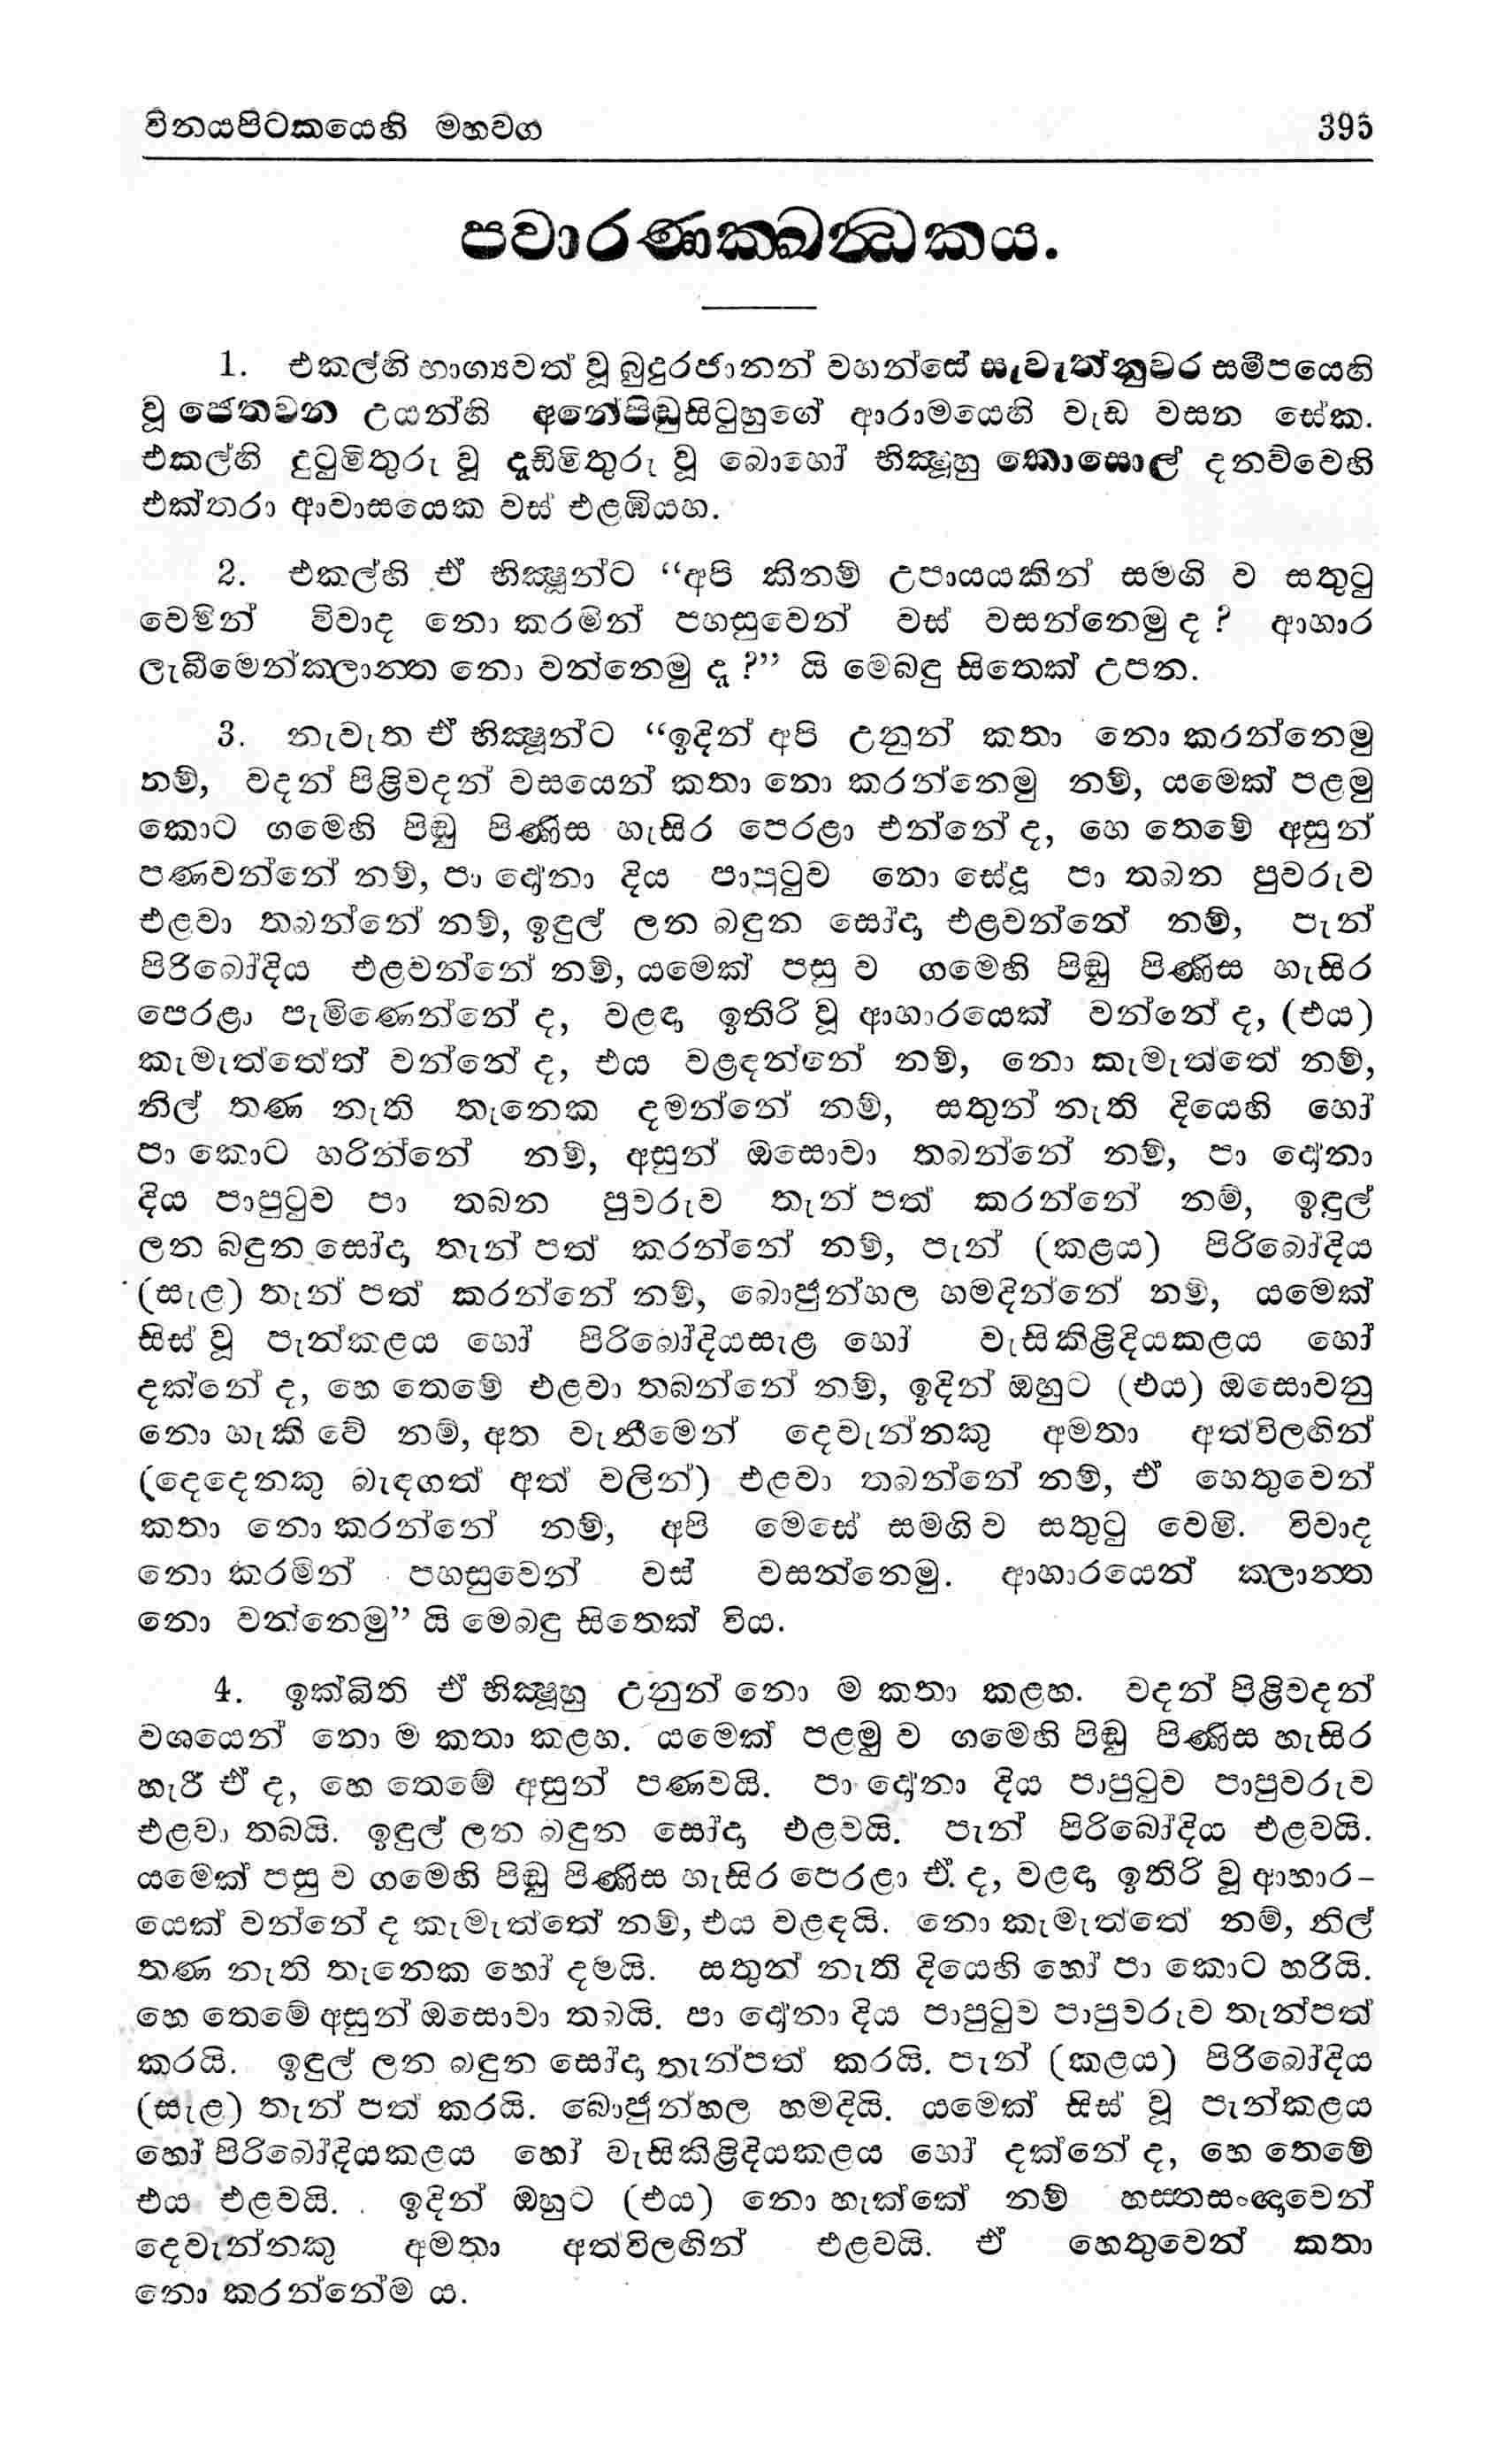 විනයපිටකයෙහි මහවග 395
පවාරණක්ඛන්ධකය.
1. එකල්හි භාග්‍යවත් වූ බුදුරජානන් වහන්සේ සැවැත්නුවර සමීපයෙහි
වූ ජෙතවන උයන්හි අනේපිඬුසිටුහුගේ ආරාමයෙහි වැඩ වසන සේක.
එකල්හි දුටුමිතුරු වූ දැඩිමිතුරු වූ බොහෝ භික්ෂූහු කොසොල් දනව්වෙහි
එක්තරා ආවාසයෙක වස් එළඹියහ.
2. එකල්හි ඒ භික්ෂූන්ට “අපි කිනම් උපායයකින් සමගි ව සතුටු
වෙමින් විවාද නො කරමින් පහසුවෙන් වස් වසන්නෙමු ද ? ආහාර
ලැබීමෙන්ක්ලාන්ත නො වන්නෙමු දැ ?” යි මෙබඳු සිතෙක් උපන.
3. නැවැත ඒ භික්ෂූන්ට “ඉදින් අපි උනුන් කතා නො කරන්නෙමු
නම්, වදන් පිළිවදන් වසයෙන් කතා නො කරන්නෙමු නම්, යමෙක් පළමු
කොට ගමෙහි පිඬු පිණිස හැසිර පෙරළා එන්නේ ද, හෙ තෙමේ අසුන්
පණවන්නේ නම්, පා දෝනා දිය පාපුටුව නො සේදූ පා තබන පුවරුව
එළවා තබන්නේ නම්, ඉඳුල් ලන බඳුන සෝදා එළවන්නේ නම්, පැන්
පිරිබෝදිය එළවන්නේ නම්, යමෙක් පසු ව ගමෙහි පිඬු පිණිස හැසිර
පෙරළා පැමිණෙන්නේ ද, වළඳා ඉතිරි වූ ආහාරයෙක් වන්නේ ද, (එය)
කැමැත්තේත් වන්නේ ද, එය වළඳන්නේ නම්, නො කැමැත්තේ නම්,
නිල් තණ නැති තැනෙක දමන්නේ නම්, සතුන් නැති දියෙහි හෝ
පා කොට හරින්නේ නම්, අසුන් ඔසොවා තබන්නේ නම්, පා දෝනා
දිය පාපුටුව පා තබන පුවරුව තැන් පත් කරන්නේ නම්, ඉඳුල්
ලන බඳුන සෝදා තැන් පත් කරන්නේ නම්, පැන් (කළය) පිරිබෝදිය
(සැළ) තැන් පත් කරන්නේ නම්, බොජුන්හල හමදින්නේ නම්, යමෙක්
සිස් වූ පැන්කළය හෝ පිරිබෝදියසැළ හෝ වැසිකිළිදියකළය හෝ
දක්නේ ද, හෙ තෙමේ එළවා තබන්නේ නම්, ඉදින් ඔහුට (එය) ඔසොවනු
නො හැකි වේ නම්, අත වැනීමෙන් දෙවැන්නකු අමතා අත්විලඟින්
(දෙදෙනකු බැඳගත් අත් වලින්) එළවා තබන්නේ නම්, ඒ හෙතුවෙන්
කතා නො කරන්නේ නම්, අපි මෙසේ සමගි ව සතුටු වෙමි. විවාද
නො කරමින් පහසුවෙන් වස් වසන්නෙමු. ආහාරයෙන් ක්ලාන්ත
නො වන්නෙමු” යි මෙබඳු සිතෙක් විය.
4. ඉක්බිති ඒ භික්ෂූහු උනුන් නො ම කතා කළහ. වදන් පිළිවදන්
වශයෙන් නො ම කතා කළහ. යමෙක් පළමු ව ගමෙහි පිඬු පිණිස හැසිර
හැරී ඒ ද, හෙ තෙමේ අසුන් පණවයි. පා දෝනා දිය පාපුටුව පාපුවරුව
එළවා තබයි. ඉඳුල් ලන බඳුන සෝදා එළවයි. පැන් පිරිබෝදිය එළවයි.
යමෙක් පසු ව ගමෙහි පිඬු පිණිස හැසිර පෙරළා ඒ ද, වළඳා ඉතිරි වූ ආහාර-
යෙක් වන්නේ ද කැමැත්තේ නම්, එය වළඳයි. නො කැමැත්තේ නම්, නිල්
තණ නැති තැනෙක හෝ දමයි. සතුන් නැති දියෙහි හෝ පා කොට හරියි.
හෙ තෙමේ අසුන් ඔසොවා තබයි. පා දෝනා දිය පාපුටුව පාපුවරුව තැන්පත්
කරයි. ඉඳුල් ලන බඳුන සෝදා තැන්පත් කරයි. පැන් (කළය) පිරිබෝදිය
(සැළ) තැන් පත් කරයි. බොජුන්හල හමදියි. යමෙක් සිස් වූ පැන්කළය
හෝ පිරිබෝදියකළය හෝ වැසිකිළිදියකළය හෝ දක්නේ ද, හෙ තෙමේ
එය එළවයි. ඉදින් ඔහුට (එය) නො හැක්කේ නම් හස්තසංඥාවෙන්
දෙවැන්නකු අමතා අත්විලඟින් එළවයි. ඒ හෙතුවෙන් කතා
නො කරන්නේම ය.